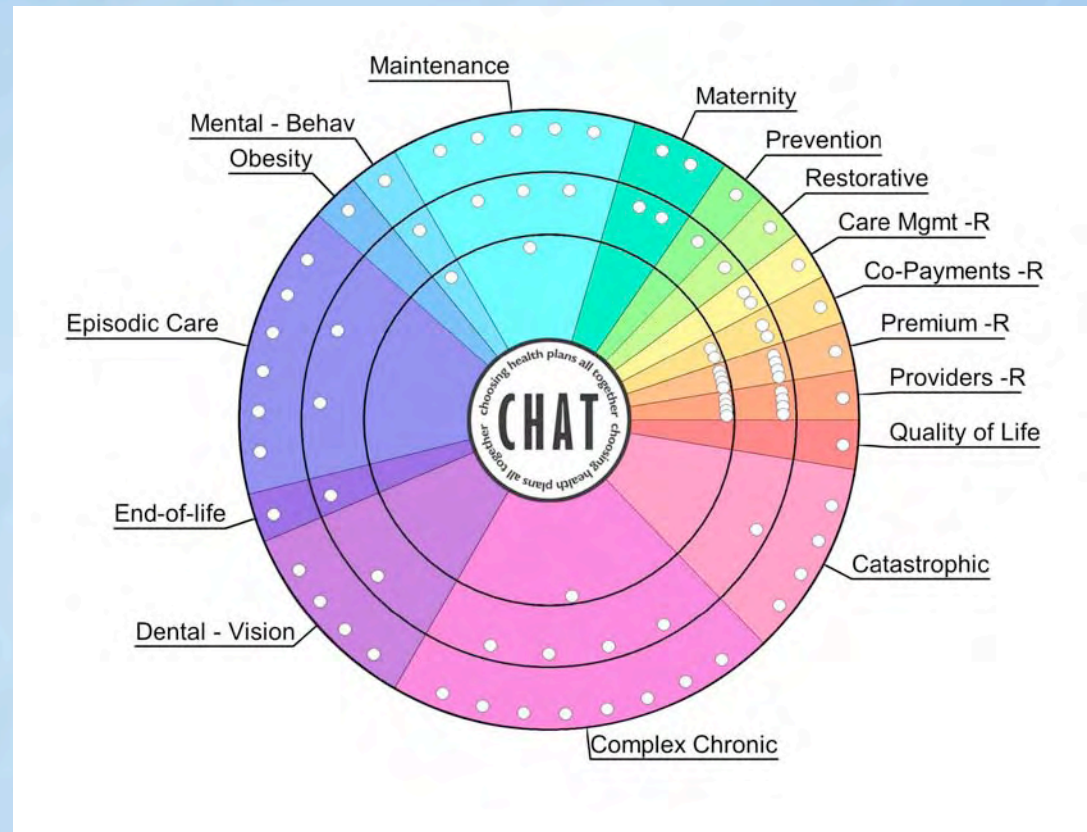 Maintenance
Maternity
Mental - Behav
Prevention
Obesity
Restorative
Care Mgmt -R
Co-Payments -R
Episodic Care
Premium -R
Providers -R
Quality of Life
End-of-life
Catastrophic
Dental - Vision
Complex Chronic
choosing health plans all together choosing health plans all together
CHAT